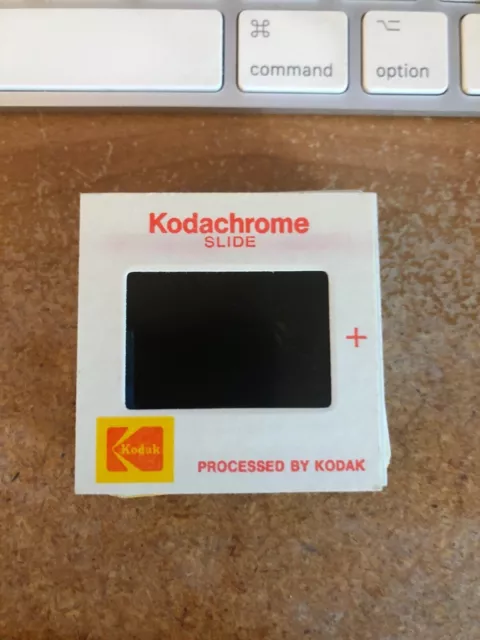 ⌘
command
⌥
option
Kodachrome
SLIDE
+
Kodak
PROCESSED BY KODAK